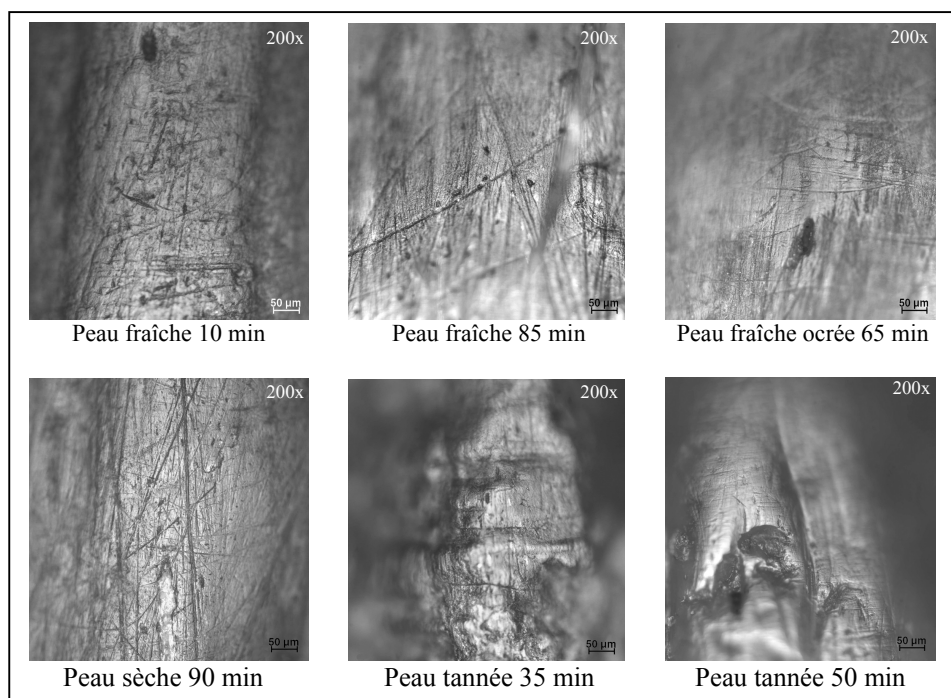 200x
50 µm
Peau fraîche 10 min
200x
50 µm
Peau fraîche 85 min
200x
50 µm
Peau fraîche ocrée 65 min
200x
50 µm
Peau sèche 90 min
200x
50 µm
Peau tannée 35 min
200x
50 µm
Peau tannée 50 min